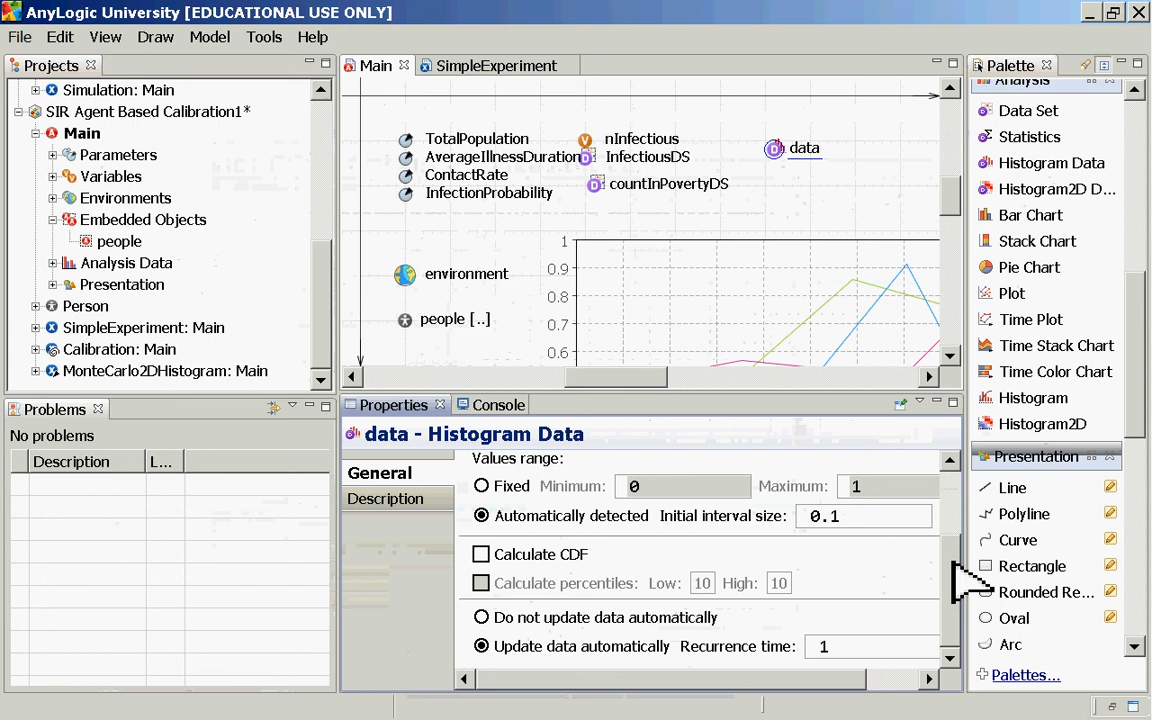 AnyLogic University [EDUCATIONAL USE ONLY]
File Edit View Draw Model Tools Help
Projects
Simulation: Main
SIR Agent Based Calibration1*
Main
Parameters
Variables
Environments
Embedded Objects
people
Analysis Data
Presentation
Person
SimpleExperiment: Main
Calibration: Main
MonteCarlo2DHistogram: Main
Problems
No problems
Description L...
Main SimpleExperiment
TotalPopulation
AverageIllnessDuration
ContactRate
InfectionProbability
nInfectious
InfectiousDS
countInPovertyDS
data
environment
people [..]
1
0.9
0.8
0.7
0.6
Properties Console
data - Histogram Data
General
Description
Values range:
Fixed Minimum: 0 Maximum: 1
Automatically detected Initial interval size: 0.1
Calculate CDF
Calculate percentiles: Low: 10 High: 10
Do not update data automatically
Update data automatically Recurrence time: 1
Palette
Analysis
Data Set
Statistics
Histogram Data
Histogram2D D...
Bar Chart
Stack Chart
Pie Chart
Plot
Time Plot
Time Stack Chart
Time Color Chart
Histogram
Histogram2D
Presentation
Line
Polyline
Curve
Rectangle
Rounded Re...
Oval
Arc
Palettes...